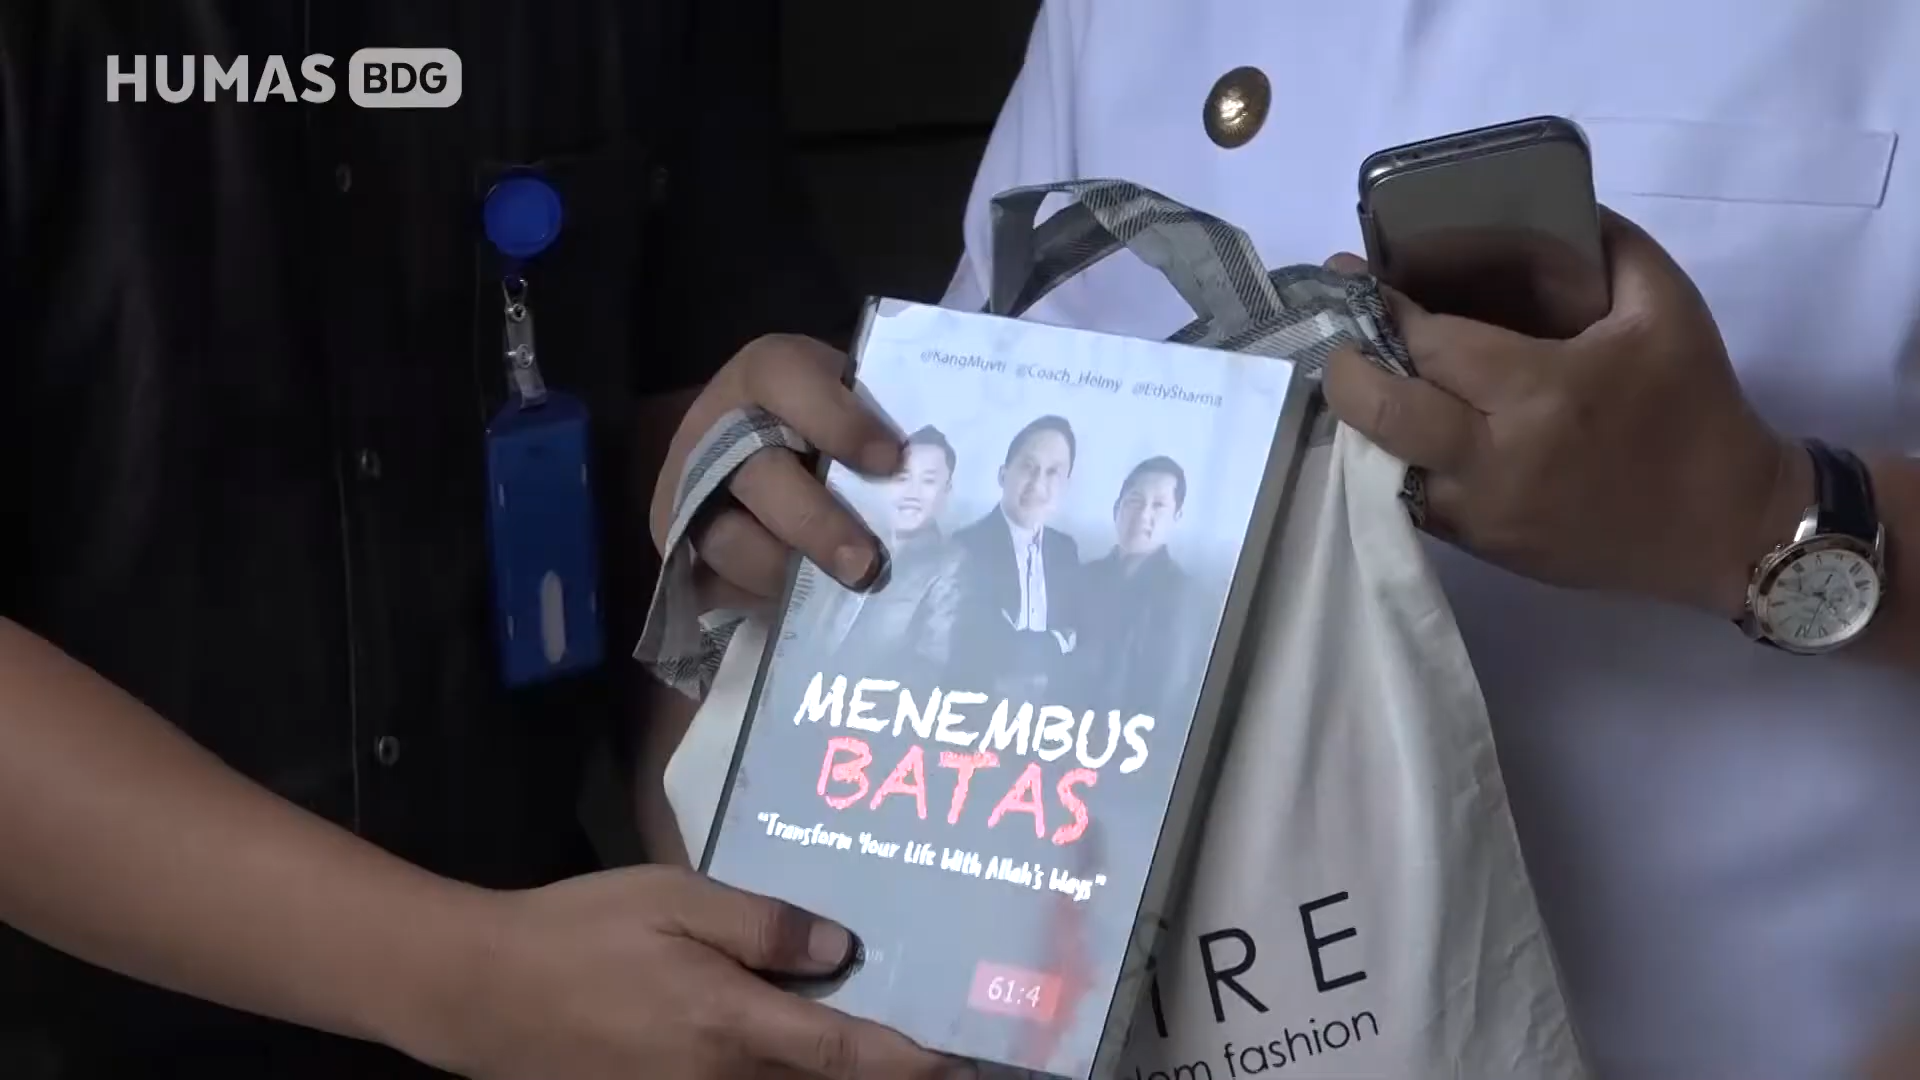 HUMAS BDG
@KangMuvti @Coach_Helmy @EdySharma
MENEMBUS
BATAS
"Transform Your Life With Allah's Ways"
61:4
RE
fashion